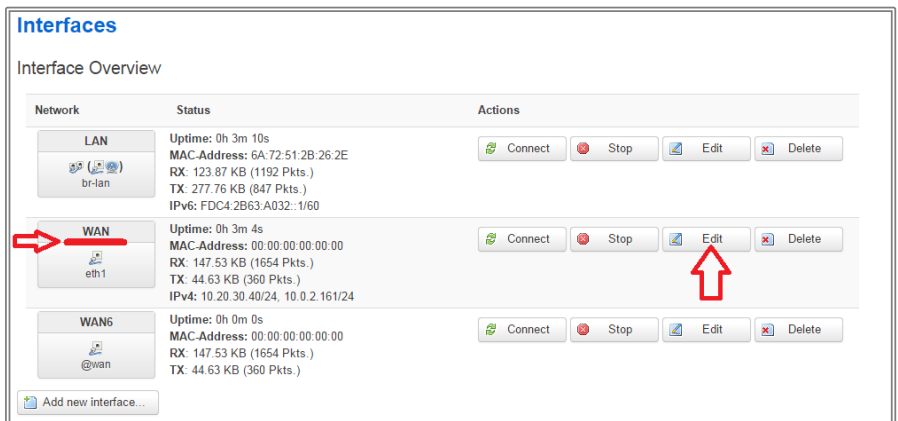 Interfaces
Interface Overview
Network Status Actions
LAN
br-lan
Uptime: 0h 3m 10s
MAC-Address: 6A:72:51:2B:26:2E
RX: 123.87 KB (1192 Pkts.)
TX: 277.76 KB (847 Pkts.)
IPv6: FDC4:2B63:A032::1/60
Connect Stop Edit Delete
WAN
eth1
Uptime: 0h 3m 4s
MAC-Address: 00:00:00:00:00:00
RX: 147.53 KB (1654 Pkts.)
TX: 44.63 KB (360 Pkts.)
IPv4: 10.20.30.40/24, 10.0.2.161/24
Connect Stop Edit Delete
WAN6
@wan
Uptime: 0h 0m 0s
MAC-Address: 00:00:00:00:00:00
RX: 147.53 KB (1654 Pkts.)
TX: 44.63 KB (360 Pkts.)
Connect Stop Edit Delete
Add new interface...